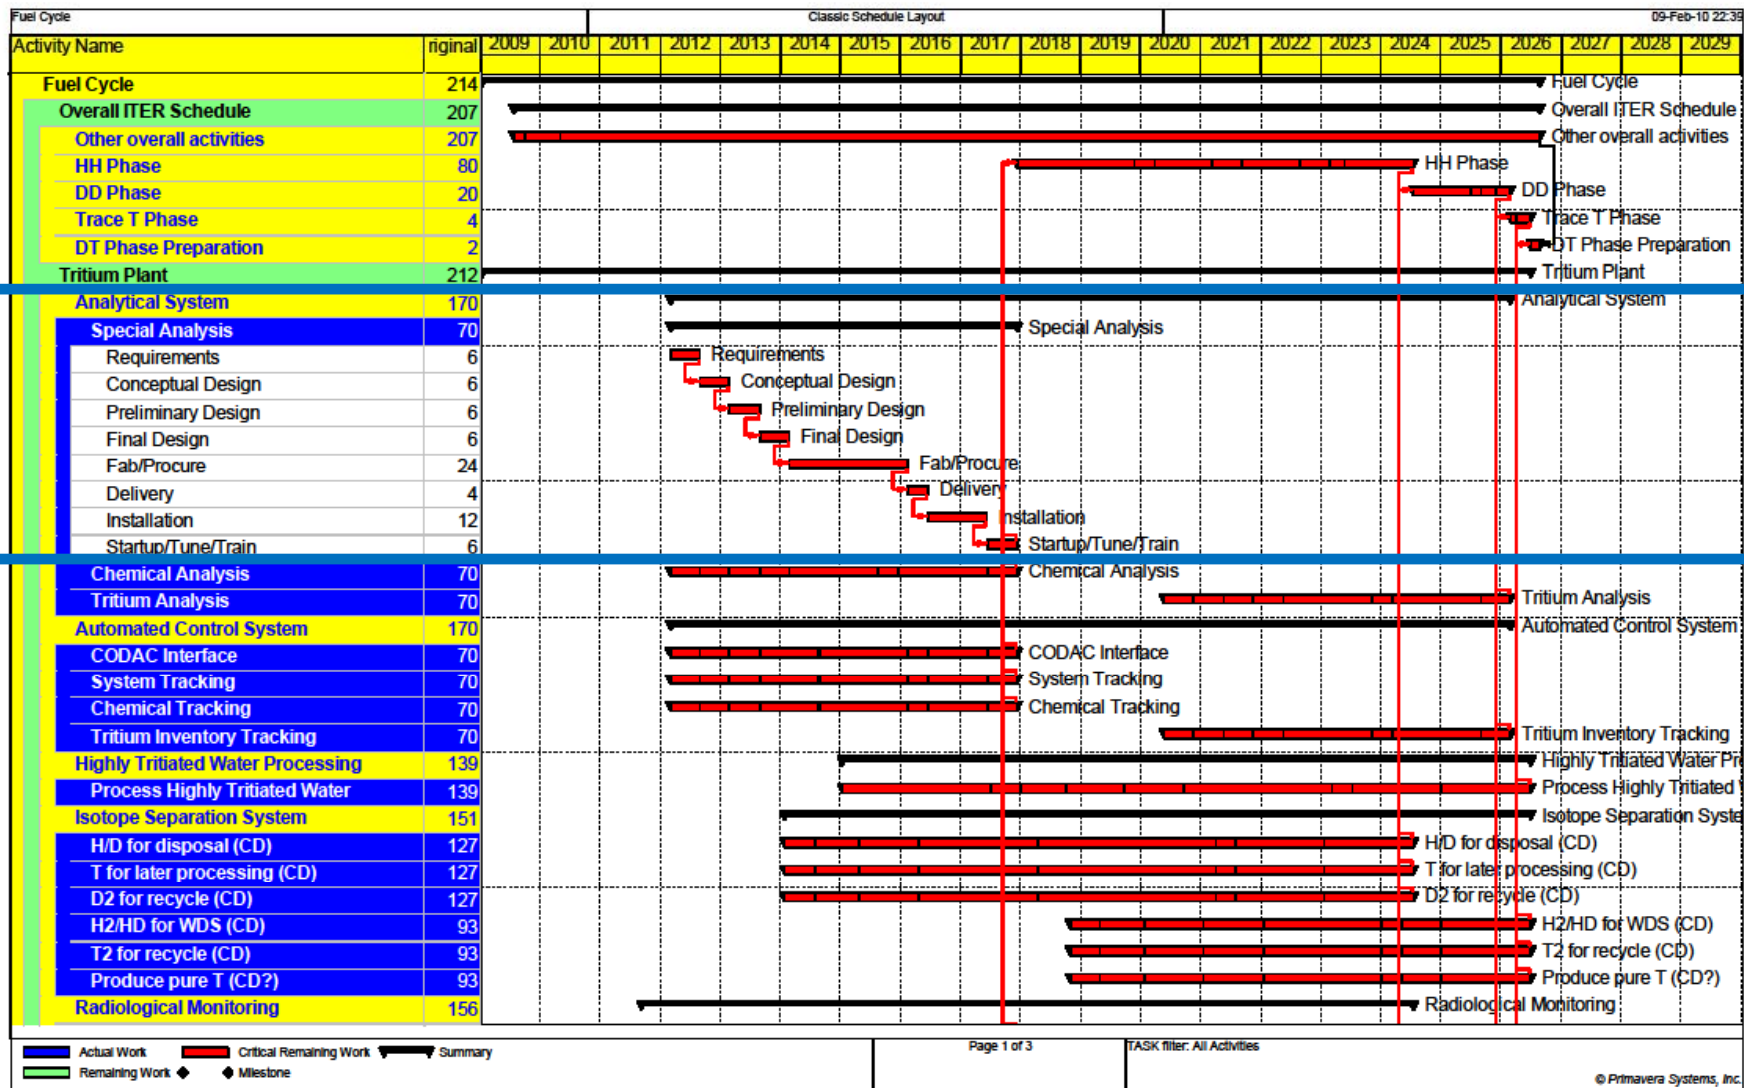 Fuel Cycle Classic Schedule Layout 09-Feb-10 22:39
Activity Name riginal 2009 2010 2011 2012 2013 2014 2015 2016 2017 2018 2019 2020 2021 2022 2023 2024 2025 2026 2027 2028 2029
Fuel Cycle 214 Fuel Cycle
Overall ITER Schedule 207 Overall ITER Schedule
Other overall activities 207 Other overall activities
HH Phase 80 HH Phase
DD Phase 20 DD Phase
Trace T Phase 4 Trace T Phase
DT Phase Preparation 2 DT Phase Preparation
Tritium Plant 212 Tritium Plant
Analytical System 170 Analytical System
Special Analysis 70 Special Analysis
Requirements 6 Requirements
Conceptual Design 6 Conceptual Design
Preliminary Design 6 Preliminary Design
Final Design 6 Final Design
Fab/Procure 24 Fab/Procure
Delivery 4 Delivery
Installation 12 Installation
Startup/Tune/Train 6 Startup/Tune/Train
Chemical Analysis 70 Chemical Analysis
Tritium Analysis 70 Tritium Analysis
Automated Control System 170 Automated Control System
CODAC Interface 70 CODAC Interface
System Tracking 70 System Tracking
Chemical Tracking 70 Chemical Tracking
Tritium Inventory Tracking 70 Tritium Inventory Tracking
Highly Tritiated Water Processing 139 Highly Tritiated Water Pr
Process Highly Tritiated Water 139 Process Highly Tritiated
Isotope Separation System 151 Isotope Separation Syste
H/D for disposal (CD) 127 H/D for disposal (CD)
T for later processing (CD) 127 T for later processing (CD)
D2 for recycle (CD) 127 D2 for recycle (CD)
H2/HD for WDS (CD) 93 H2/HD for WDS (CD)
T2 for recycle (CD) 93 T2 for recycle (CD)
Produce pure T (CD?) 93 Produce pure T (CD?)
Radiological Monitoring 156 Radiological Monitoring
Actual Work Critical Remaining Work Summary Page 1 of 3 TASK filter: All Activities
Remaining Work Milestone
© Primavera Systems, Inc.